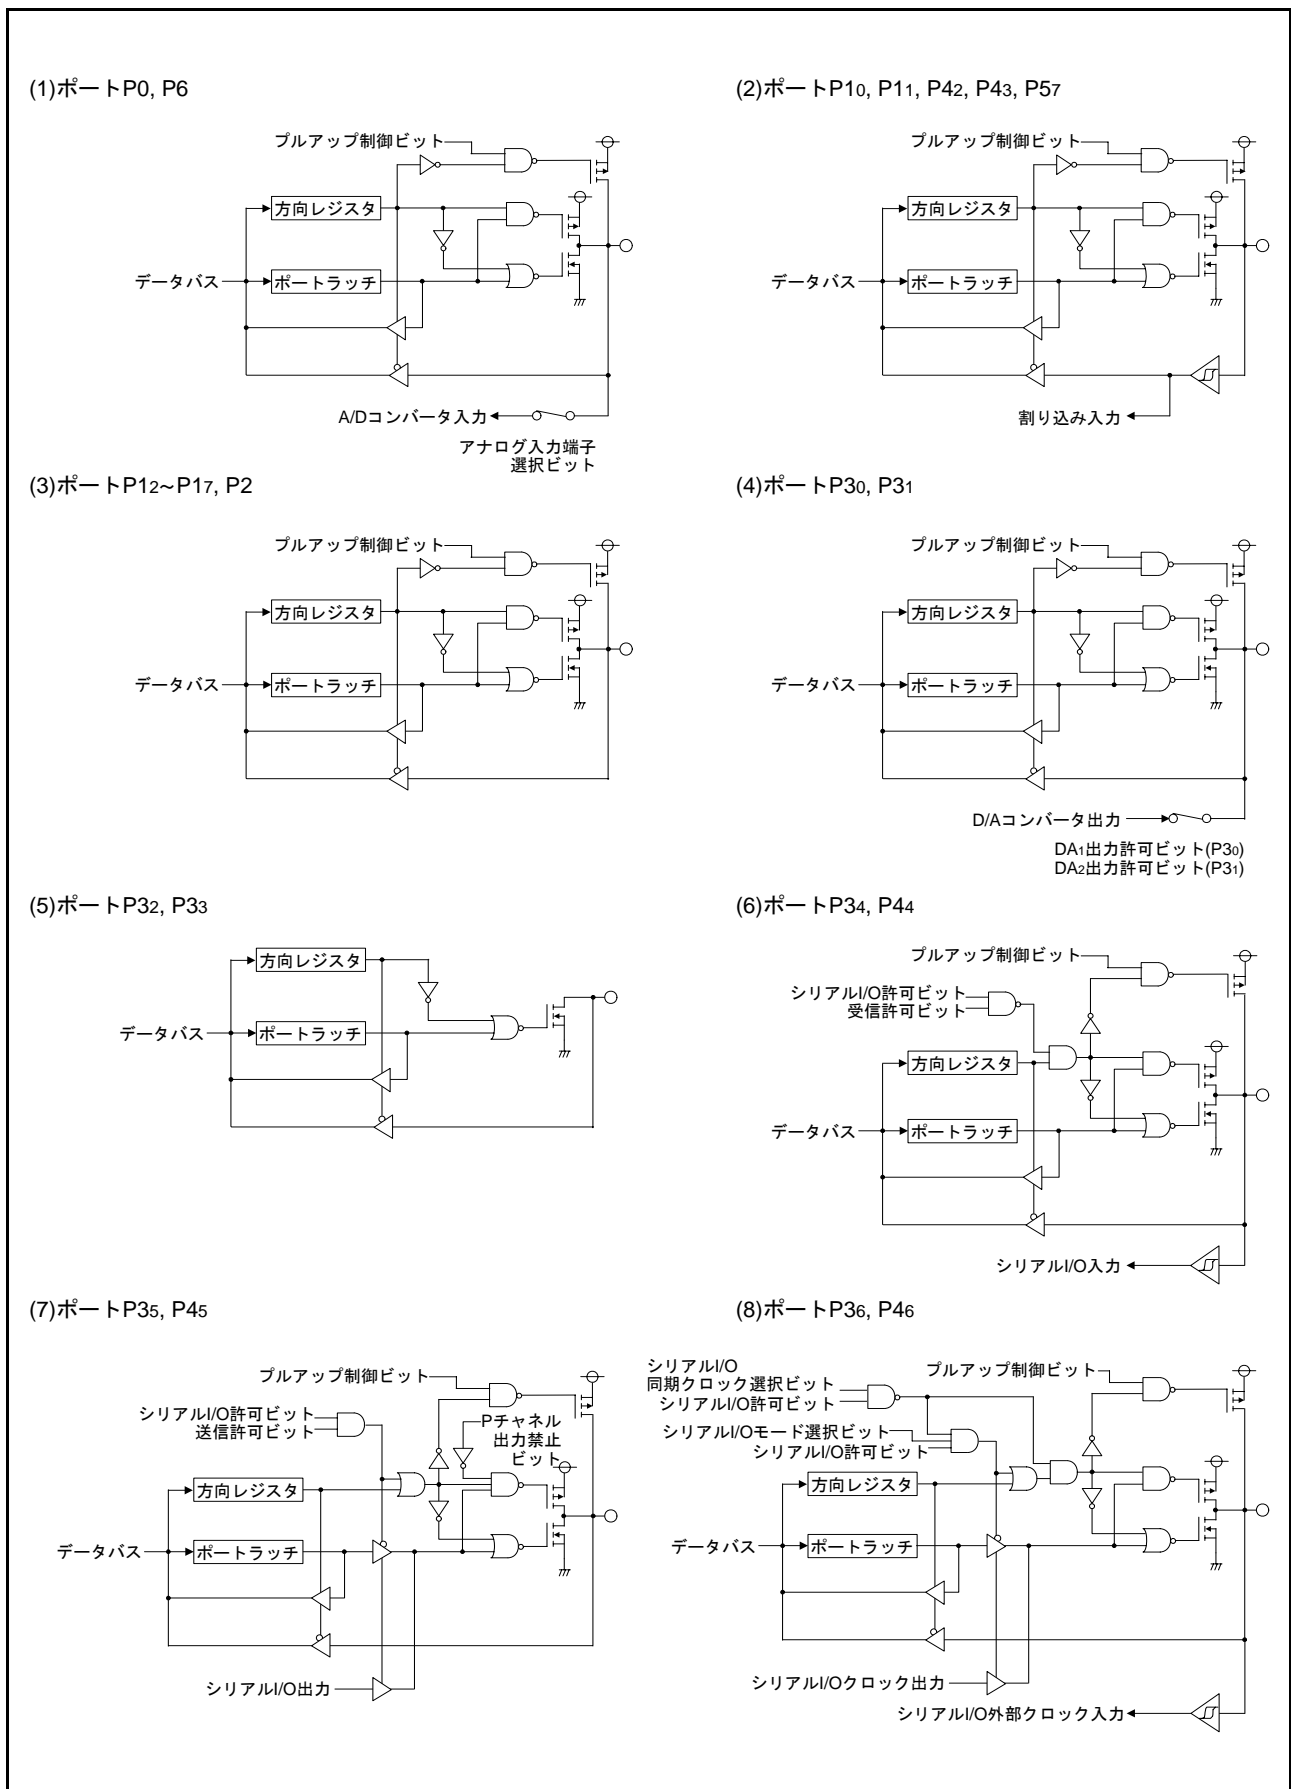 (1)ポートP0, P6
プルアップ制御ビット
方向レジスタ
データバス
ポートラッチ
A/Dコンバータ入力
アナログ入力端子
選択ビット
(2)ポートP10, P11, P42, P43, P57
プルアップ制御ビット
方向レジスタ
データバス
ポートラッチ
割り込み入力
(3)ポートP12~P17, P2
プルアップ制御ビット
方向レジスタ
データバス
ポートラッチ
(4)ポートP30, P31
プルアップ制御ビット
方向レジスタ
データバス
ポートラッチ
D/Aコンバータ出力
DA1出力許可ビット(P30)
DA2出力許可ビット(P31)
(5)ポートP32, P33
方向レジスタ
データバス
ポートラッチ
(6)ポートP34, P44
プルアップ制御ビット
シリアルI/O許可ビット
受信許可ビット
方向レジスタ
データバス
ポートラッチ
シリアルI/O入力
(7)ポートP35, P45
プルアップ制御ビット
シリアルI/O許可ビット
送信許可ビット
Pチャネル
出力禁止
ビット
方向レジスタ
データバス
ポートラッチ
シリアルI/O出力
(8)ポートP36, P46
シリアルI/O
同期クロック選択ビット
シリアルI/O許可ビット
プルアップ制御ビット
シリアルI/Oモード選択ビット
シリアルI/O許可ビット
方向レジスタ
データバス
ポートラッチ
シリアルI/Oクロック出力
シリアルI/O外部クロック入力